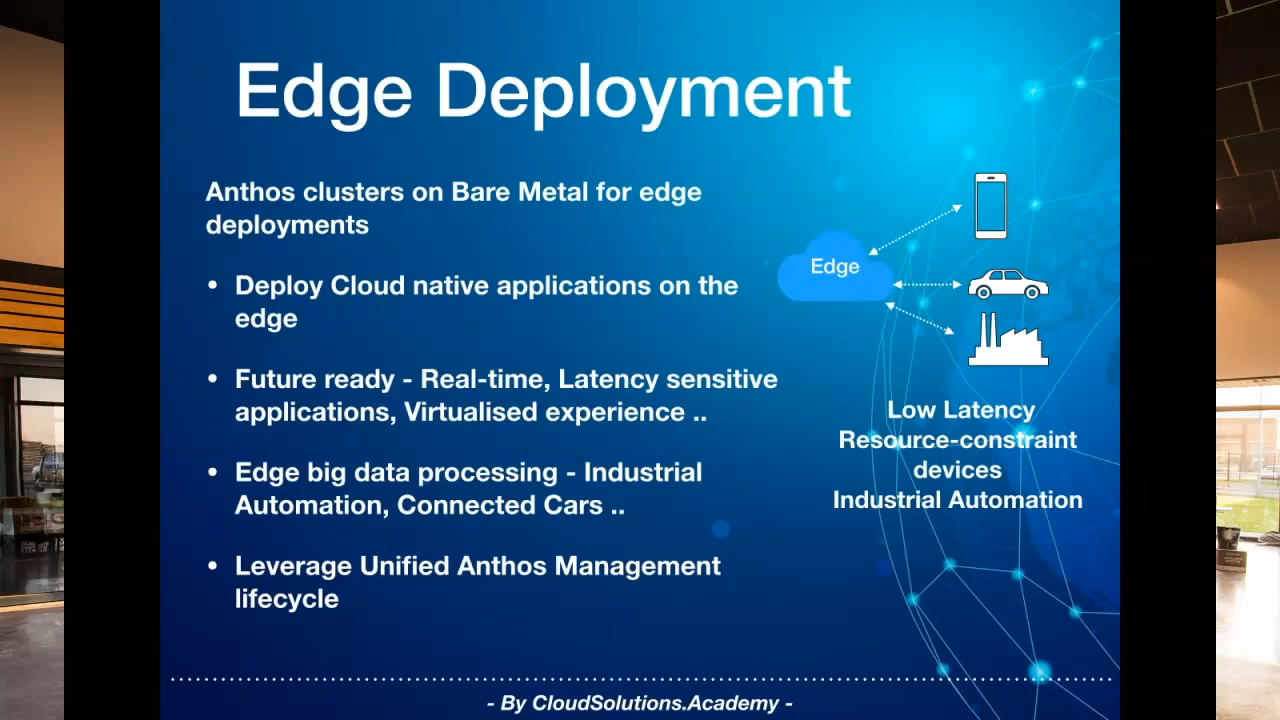 Edge Deployment
Anthos clusters on Bare Metal for edge
deployments
• Deploy Cloud native applications on the
edge
• Future ready - Real-time, Latency sensitive
applications, Virtualised experience ..
• Edge big data processing - Industrial
Automation, Connected Cars ..
• Leverage Unified Anthos Management
lifecycle
Edge
Low Latency
Resource-constraint
devices
Industrial Automation
- By CloudSolutions.Academy -